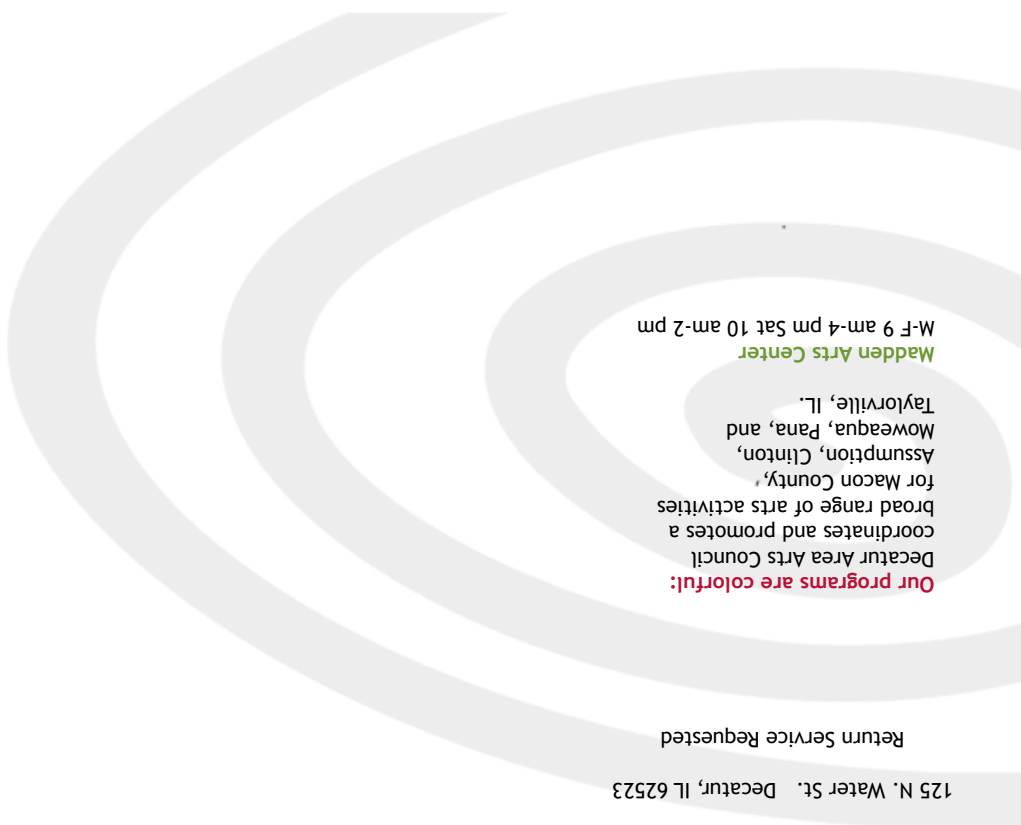 125 N. Water St. Decatur, IL 62523
Return Service Requested
Our programs are colorful:
Decatur Area Arts Council
coordinates and promotes a
broad range of arts activities
for Macon County,
Assumption, Clinton,
Moweaqua, Pana, and
Taylorville, IL.
Madden Arts Center
M-F 9 am-4 pm Sat 10 am-2 pm